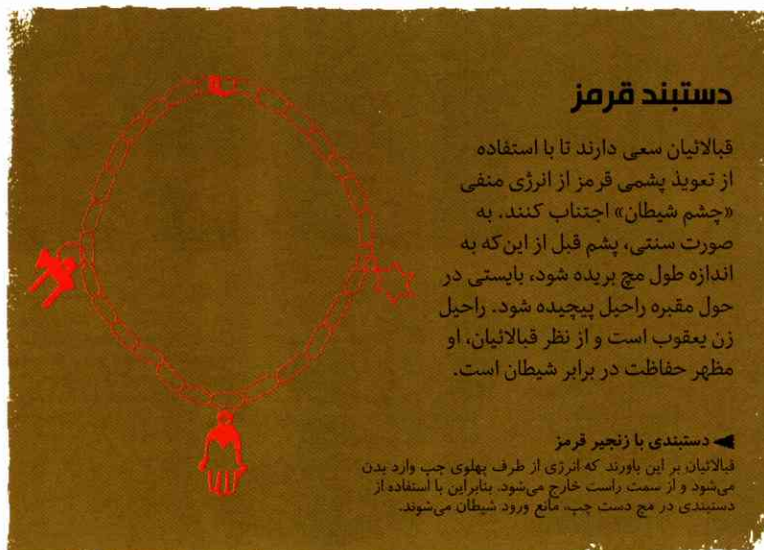 دستبند قرمز
قبالائیان سعی دارند تا با استفاده
از تعویذ پشمی قرمز از انرژی منفی
«چشم شیطان» اجتناب کنند. به
صورت سنتی، پشم قبل از این‌که به
اندازه طول مچ بریده شود، بایستی در
حول مقبره راحیل پیچیده شود. راحیل
زن یعقوب است و از نظر قبالائیان، او
مظهر حفاظت در برابر شیطان است.
دستبندی با زنجیر قرمز
قبالائیان بر این باورند که انرژی از طرف پهلوی چپ وارد بدن
می‌شود و از سمت راست خارج می‌شود. بنابراین با استفاده از
دستبندی در مچ دست چپ، مانع ورود شیطان می‌شوند.